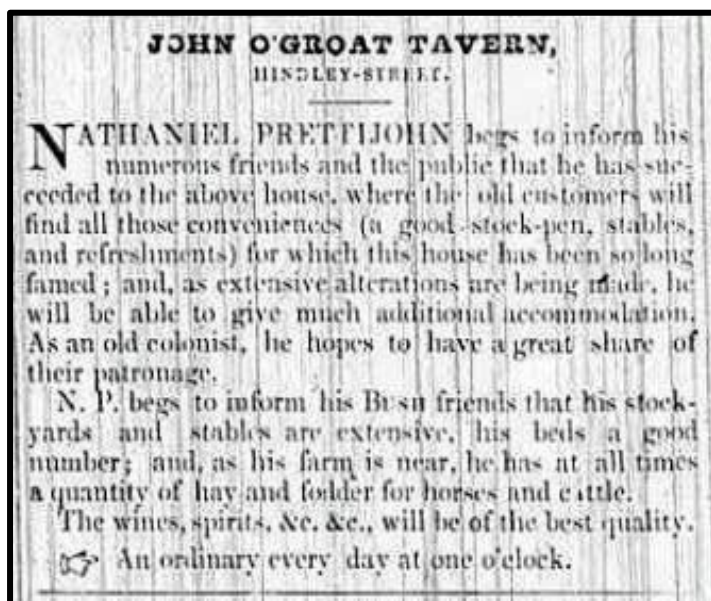 JOHN O'GROAT TAVERN,
HINDLEY-STREET.
NATHANIEL PRETTIJOHN begs to inform his
numerous friends and the public that he has suc-
ceeded to the above house, where the old customers will
find all those conveniences (a good stock-pen, stables,
and refreshments) for which this house has been so long
famed; and, as extensive alterations are being made, he
will be able to give much additional accommodation.
As an old colonist, he hopes to have a great share of
their patronage.
N. P. begs to inform his Bush friends that his stock-
yards and stables are extensive, his beds a good
number; and, as his farm is near, he has at all times
a quantity of hay and fodder for horses and cattle.
The wines, spirits, &c. &c., will be of the best quality.
☞ An ordinary every day at one o'clock.